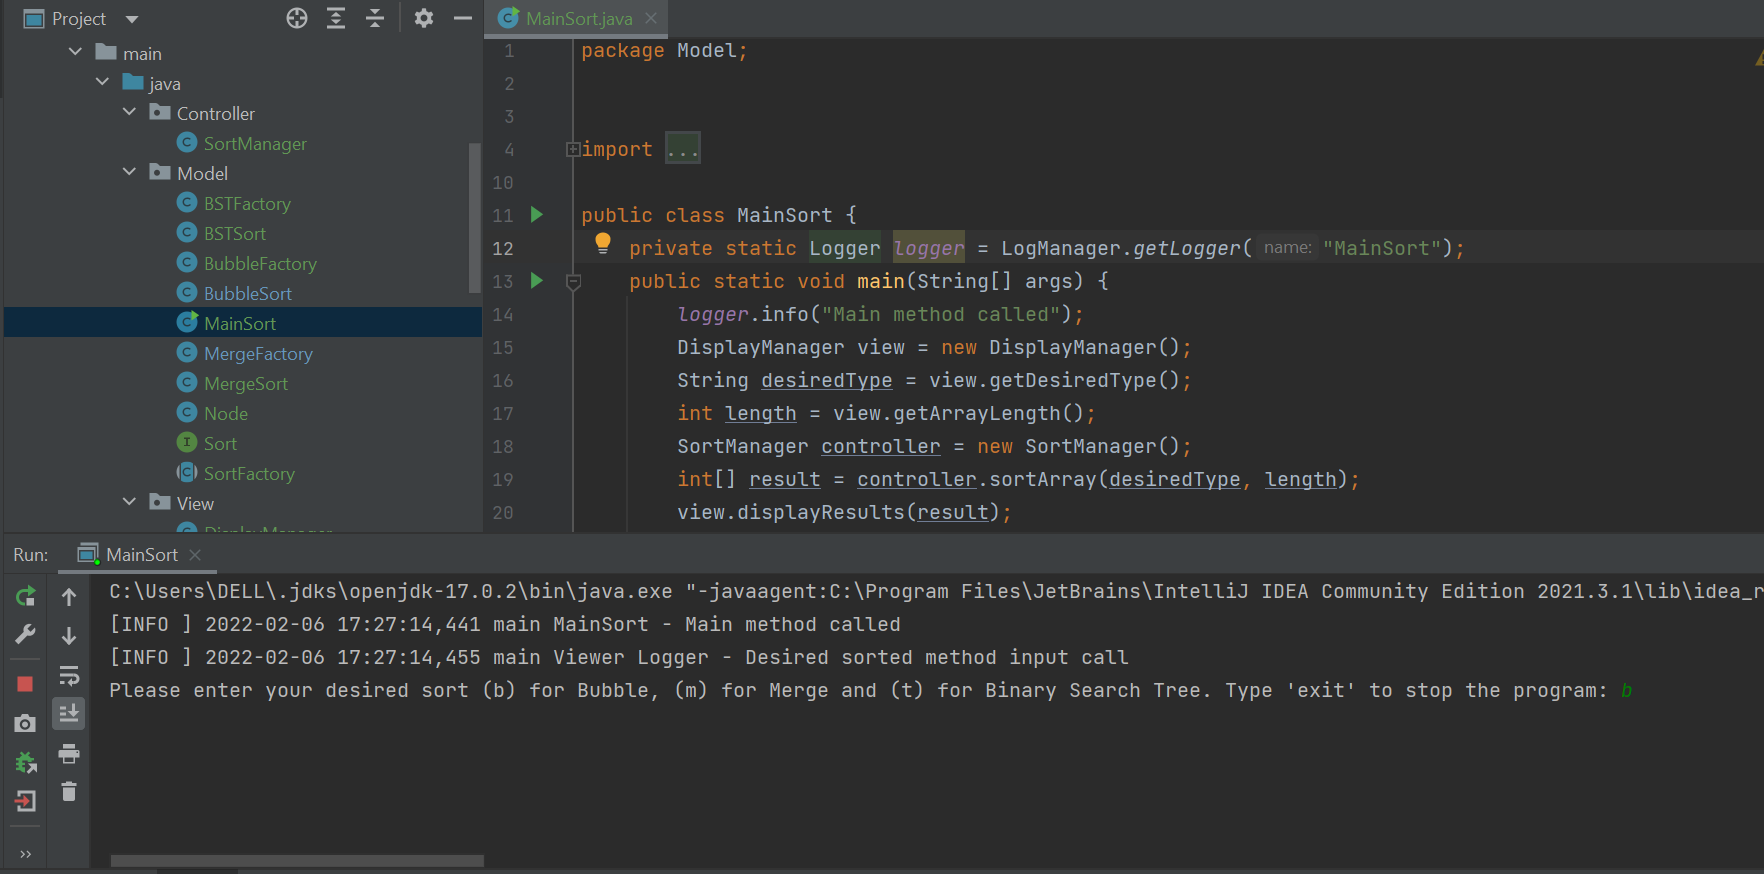 Project
main
java
Controller
SortManager
Model
BSTFactory
BSTSort
BubbleFactory
BubbleSort
MainSort
MergeFactory
MergeSort
Node
Sort
SortFactory
View
DisplayManager
MainSort.java
1 package Model;
2
3
4 import ...
10
11 public class MainSort {
12 private static Logger logger = LogManager.getLogger( name: "MainSort");
13 public static void main(String[] args) {
14 logger.info("Main method called");
15 DisplayManager view = new DisplayManager();
16 String desiredType = view.getDesiredType();
17 int length = view.getArrayLength();
18 SortManager controller = new SortManager();
19 int[] result = controller.sortArray(desiredType, length);
20 view.displayResults(result);
Run: MainSort
C:\Users\DELL\.jdks\openjdk-17.0.2\bin\java.exe "-javaagent:C:\Program Files\JetBrains\IntelliJ IDEA Community Edition 2021.3.1\lib\idea_r
[INFO ] 2022-02-06 17:27:14,441 main MainSort - Main method called
[INFO ] 2022-02-06 17:27:14,455 main Viewer Logger - Desired sorted method input call
Please enter your desired sort (b) for Bubble, (m) for Merge and (t) for Binary Search Tree. Type 'exit' to stop the program: b